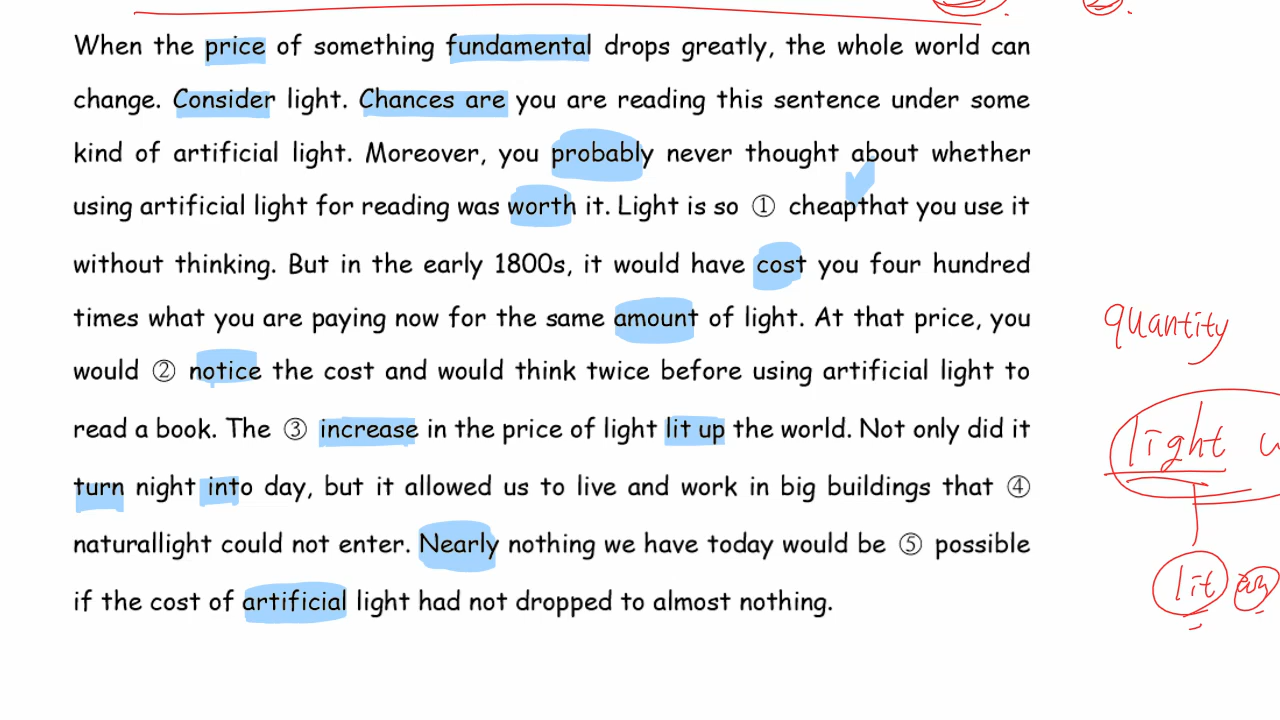 When the price of something fundamental drops greatly, the whole world can
change. Consider light. Chances are you are reading this sentence under some
kind of artificial light. Moreover, you probably never thought about whether
using artificial light for reading was worth it. Light is so ① cheapthat you use it
without thinking. But in the early 1800s, it would have cost you four hundred
times what you are paying now for the same amount of light. At that price, you
would ② notice the cost and would think twice before using artificial light to
read a book. The ③ increase in the price of light lit up the world. Not only did it
turn night into day, but it allowed us to live and work in big buildings that ④
naturallight could not enter. Nearly nothing we have today would be ⑤ possible
if the cost of artificial light had not dropped to almost nothing.
quantity
light
lit